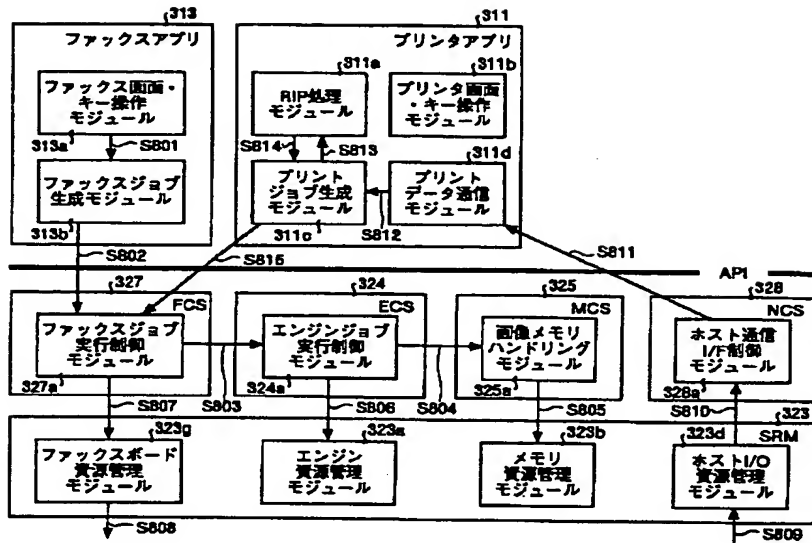 313
ファックスアプリ
ファックス画面・
キー操作
モジュール
313a
S801
ファックスジョブ
生成モジュール
313b
S802
311
プリンタアプリ
311a
RIP処理
モジュール
311b
プリンタ画面
・キー操作
モジュール
S814
S813
311d
プリント
ジョブ生成
モジュール
311c
プリント
データ通信
モジュール
S812
S815
S811
API
327
FCS
ファックスジョブ
実行制御
モジュール
327a
S807
S803
324
ECS
エンジンジョブ
実行制御
モジュール
324a
S806
S804
325
MCS
画像メモリ
ハンドリング
モジュール
325a
S805
328
NCS
ホスト通信
I/F制御
モジュール
328a
S810
323
SRM
323g
ファックスボード
資源管理
モジュール
S808
323a
エンジン
資源管理
モジュール
323b
メモリ
資源管理
モジュール
323d
ホストI/O
資源管理
モジュール
S809